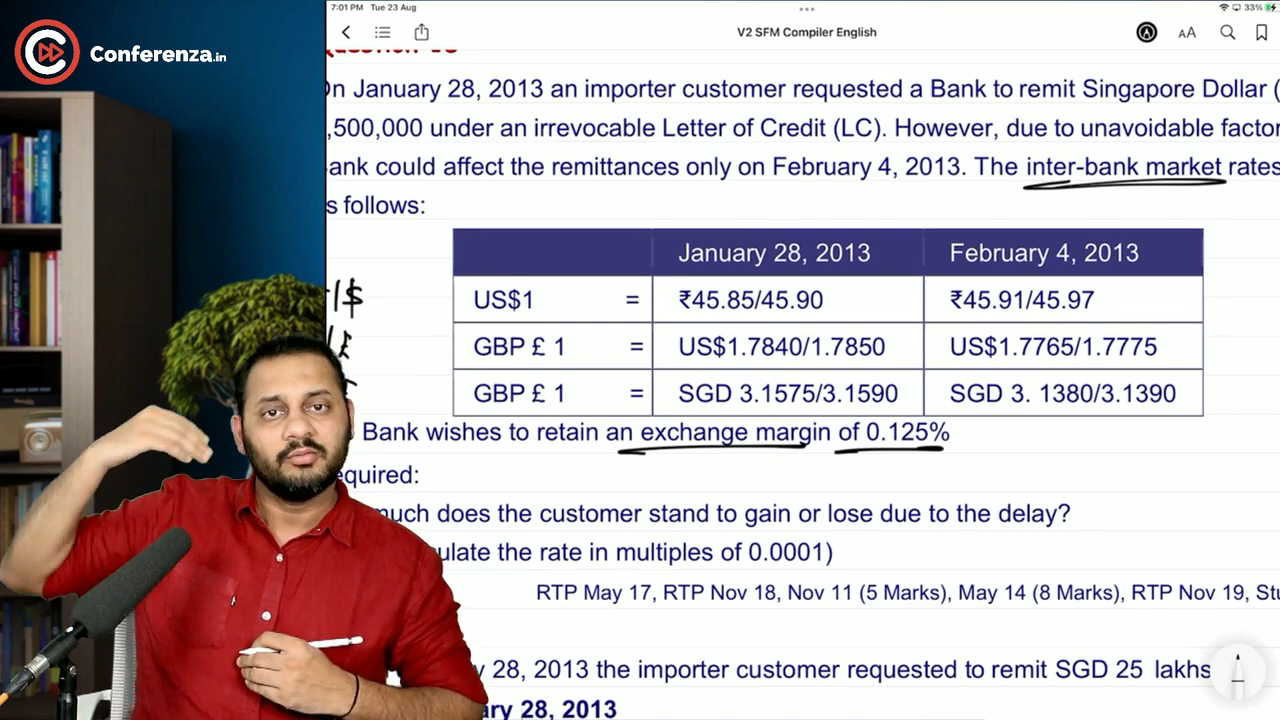 7:01 PM Tue 23 Aug
33%
V2 SFM Compiler English
AA
Conferenza.in
On January 28, 2013 an importer customer requested a Bank to remit Singapore Dollar (
,500,000 under an irrevocable Letter of Credit (LC). However, due to unavoidable factor
ank could affect the remittances only on February 4, 2013. The inter-bank market rates
s follows:
January 28, 2013 February 4, 2013
US$1 = ₹45.85/45.90 ₹45.91/45.97
GBP £ 1 = US$1.7840/1.7850 US$1.7765/1.7775
GBP £ 1 = SGD 3.1575/3.1590 SGD 3. 1380/3.1390
/$
/£
Bank wishes to retain an exchange margin of 0.125%
equired:
much does the customer stand to gain or lose due to the delay?
ulate the rate in multiples of 0.0001)
RTP May 17, RTP Nov 18, Nov 11 (5 Marks), May 14 (8 Marks), RTP Nov 19, Stu
y 28, 2013 the importer customer requested to remit SGD 25 lakhs
ary 28, 2013